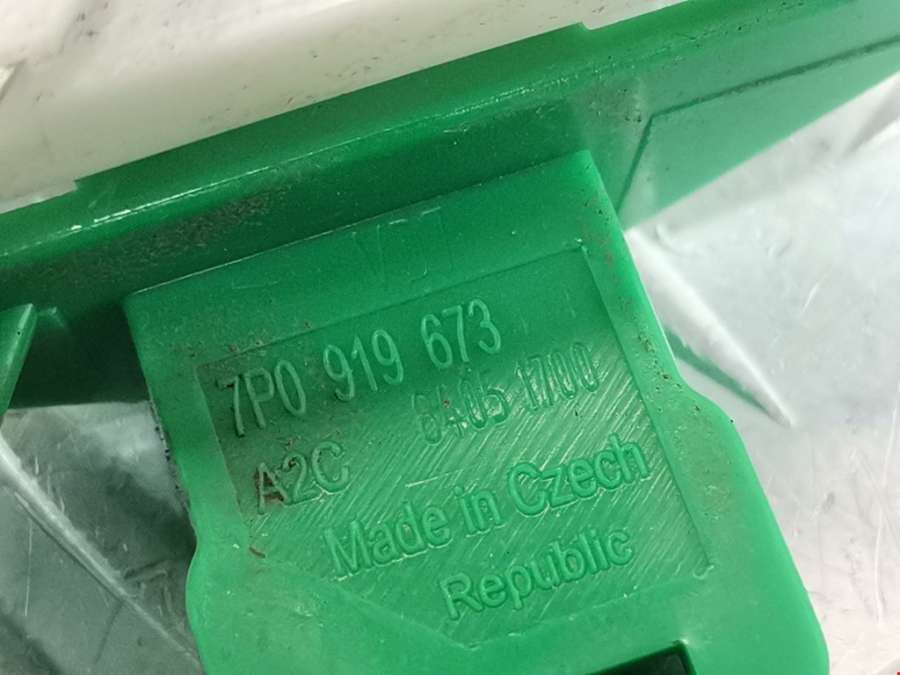 7P0 919 673
A2C 8405 1700
Made in Czech
Republic